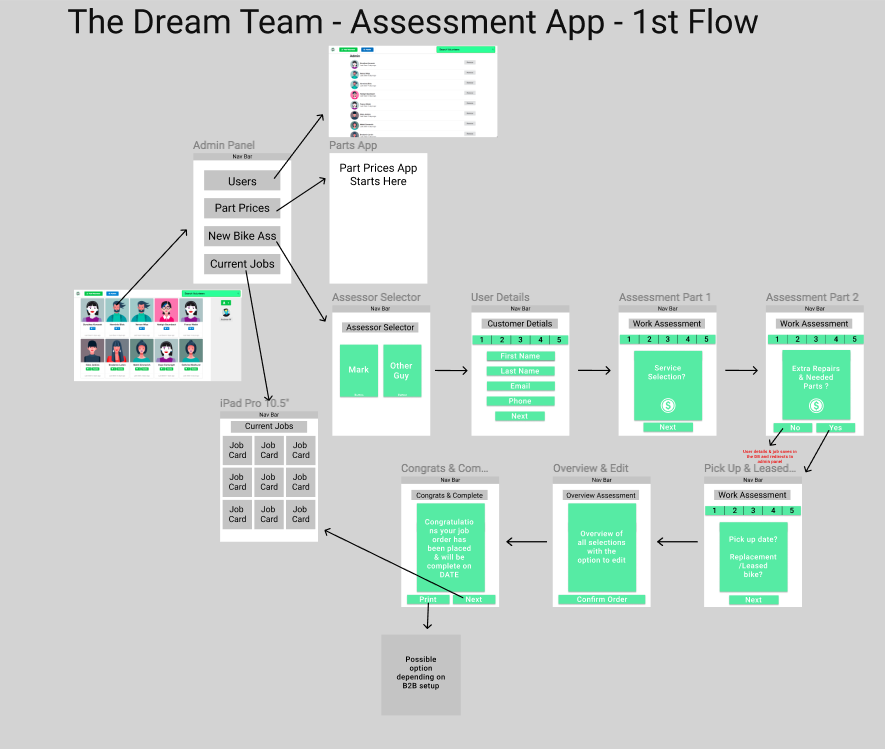 The Dream Team - Assessment App - 1st Flow
Admin Panel
Nav Bar
Users
Part Prices
New Bike Ass
Current Jobs
Parts App
Part Prices App
Starts Here
Assessor Selector
Nav Bar
Assessor Selector
Mark
Other
Guy
User Details
Nav Bar
Customer Detials
1 2 3 4 5
First Name
Last Name
Email
Phone
Next
Assessment Part 1
Nav Bar
Work Assessment
1 2 3 4 5
Service
Selection?
Next
Assessment Part 2
Nav Bar
Work Assessment
1 2 3 4 5
Extra Repairs
& Needed
Parts ?
No
Yes
User details & job saves in
the DB and redirects to
admin panel
iPad Pro 10.5"
Nav Bar
Current Jobs
Job
Card
Job
Card
Job
Card
Job
Card
Job
Card
Job
Card
Job
Card
Job
Card
Job
Card
Congrats & Com...
Nav Bar
Congrats & Complete
Congratulatio
ns your job
order has
been placed
& will be
complete on
DATE
Print
Next
Overview & Edit
Nav Bar
Overview Assessment
Overview of
all selections
with the
option to edit
Confirm Order
Pick Up & Leased...
Nav Bar
Work Assessment
1 2 3 4 5
Pick up date?
Replacement
/Leased
bike?
Next
Possible
option
depending on
B2B setup